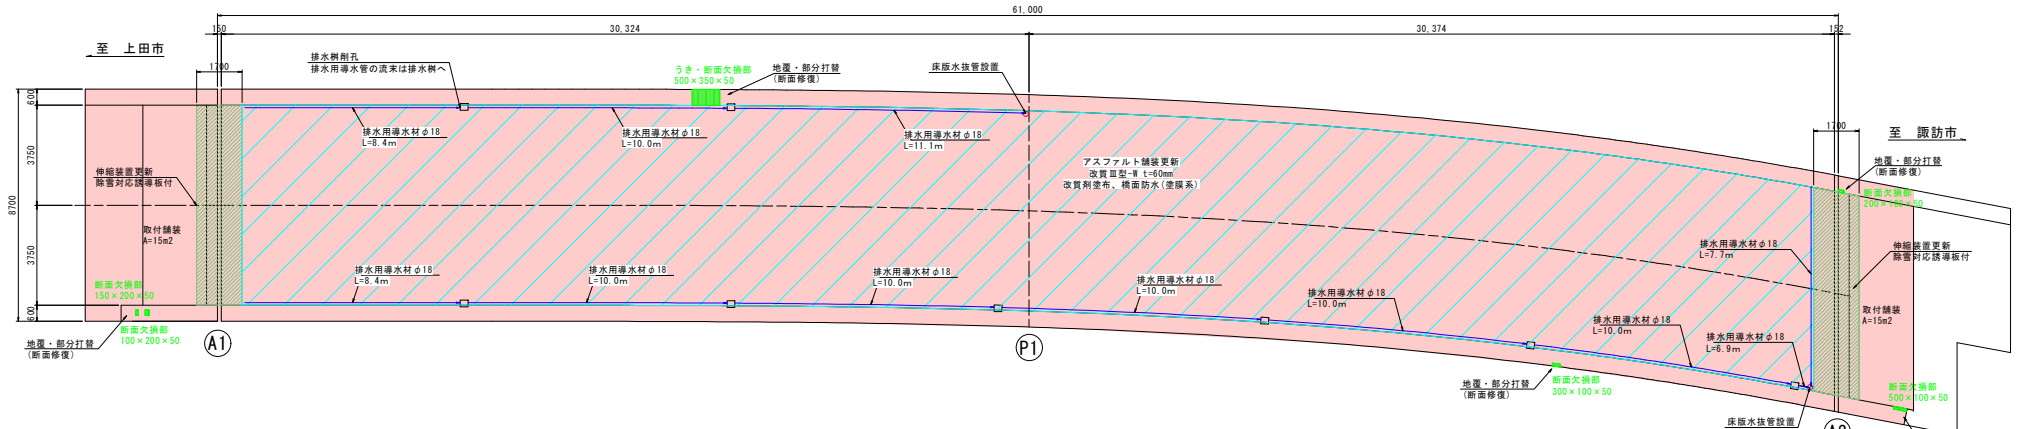 61,000
150
30,324
30,374
152
至 上田市
1700
排水桝削孔
排水用導水管の流末は排水桝へ
うき・断面欠損部
500×350×50
地覆・部分打替
(断面修復)
床版水抜管設置
600
3750
8700
3750
600
排水用導水材φ18
L=8.4m
排水用導水材φ18
L=10.0m
排水用導水材φ18
L=11.1m
アスファルト舗装更新
改質Ⅲ型-W t=60mm
改質剤塗布、橋面防水(塗膜系)
1700
至 諏訪市
地覆・部分打替
(断面修復)
断面欠損部
200×100×50
伸縮装置更新
除雪対応誘導板付
取付舗装
A=15m2
排水用導水材φ18
L=7.7m
伸縮装置更新
除雪対応誘導板付
取付舗装
A=15m2
断面欠損部
150×200×50
断面欠損部
100×200×50
地覆・部分打替
(断面修復)
A1
排水用導水材φ18
L=8.4m
排水用導水材φ18
L=10.0m
排水用導水材φ18
L=10.0m
排水用導水材φ18
L=10.0m
排水用導水材φ18
L=10.0m
排水用導水材φ18
L=10.0m
排水用導水材φ18
L=6.9m
P1
地覆・部分打替
(断面修復)
断面欠損部
300×100×50
断面欠損部
500×100×50
床版水抜管設置